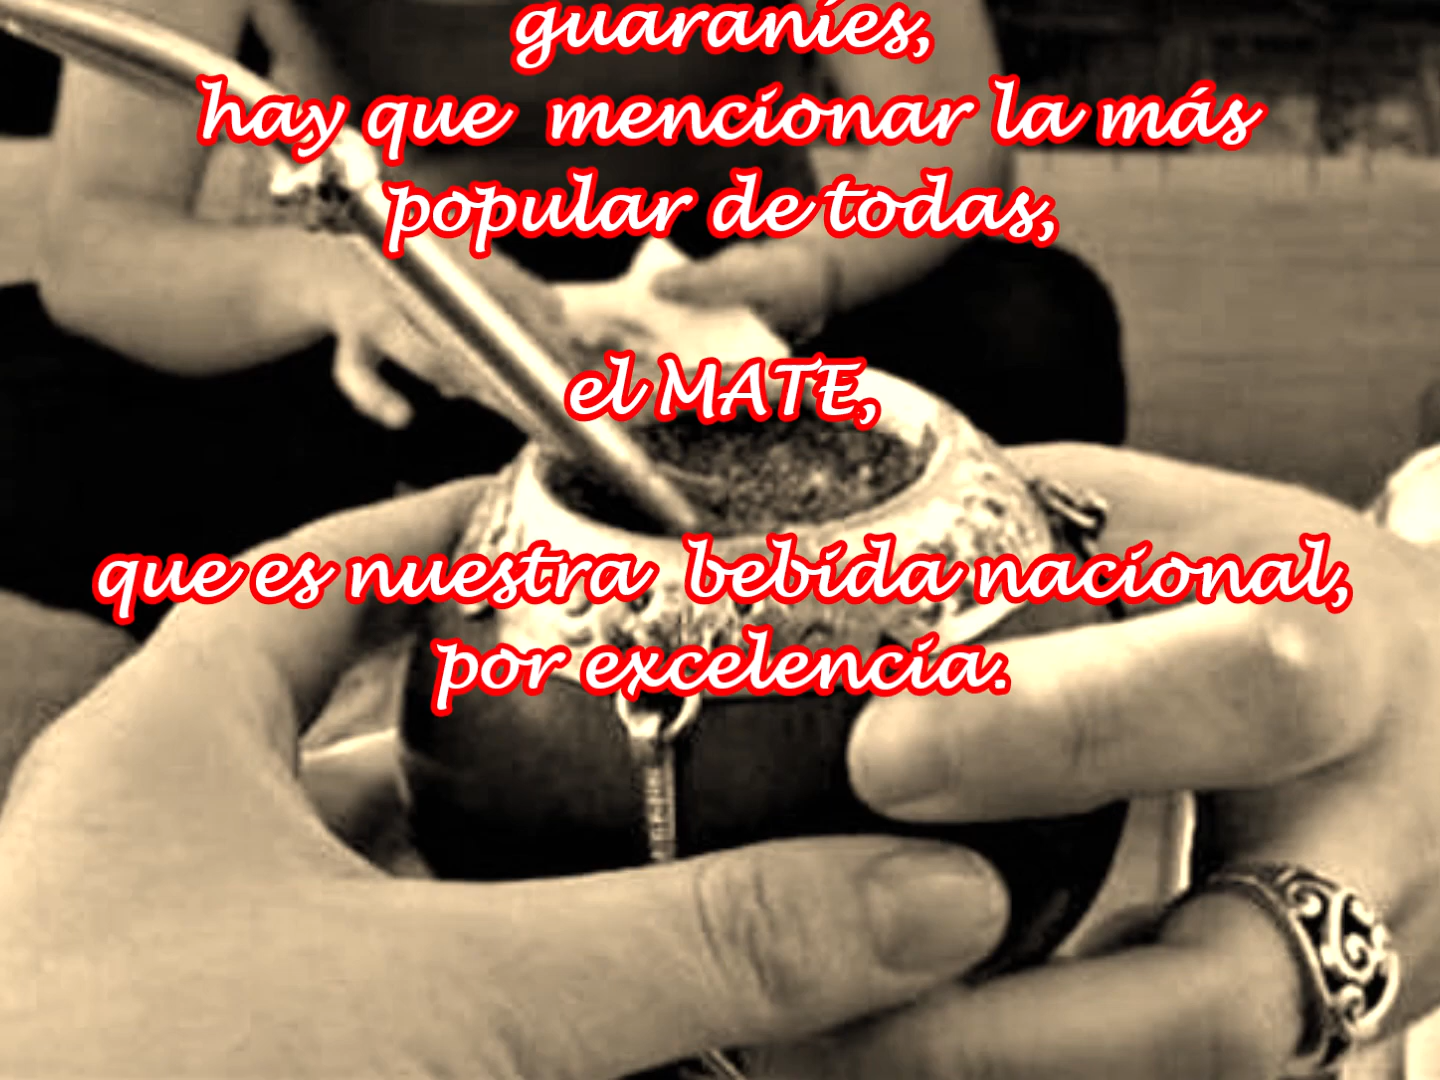 guaraníes,
hay que mencionar la más
popular de todas,
el MATE,
que es nuestra bebida nacional,
por excelencia.